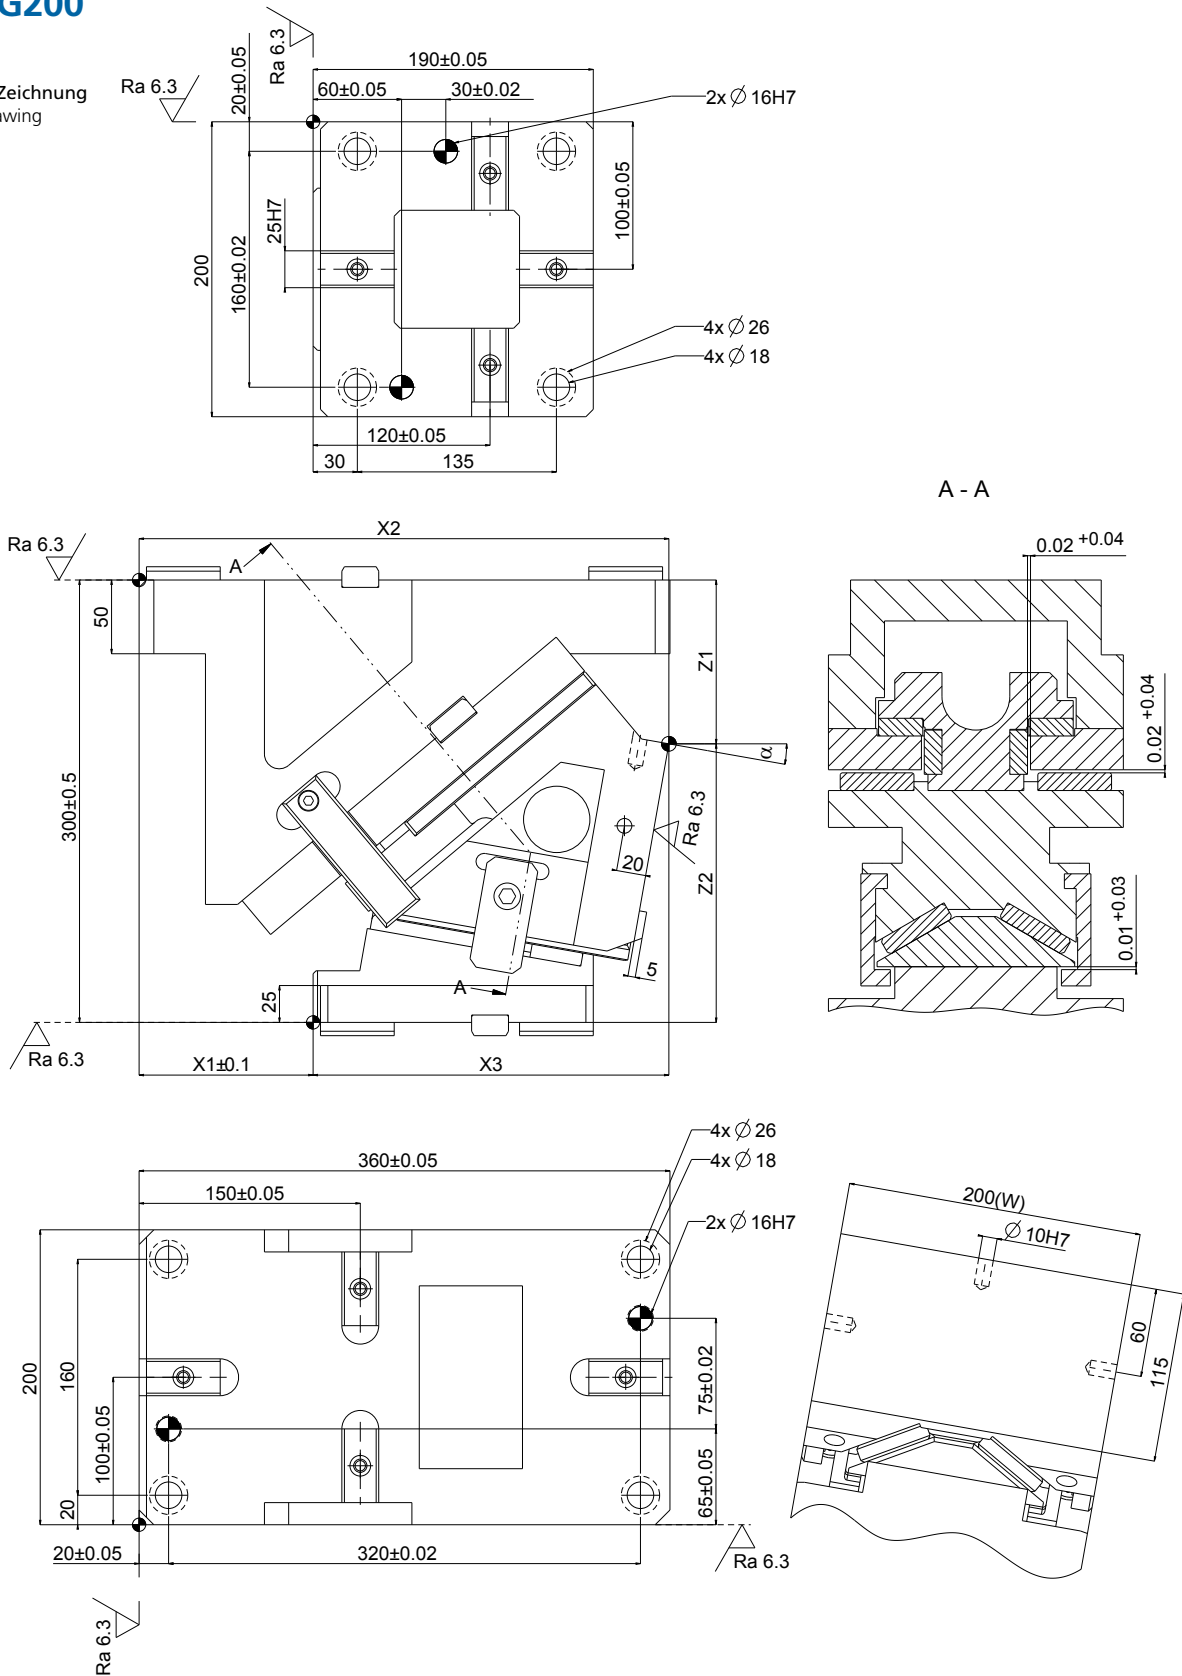 G200
Zeichnung
awing
Ra 6.3
Ra 6.3
20±0.05
190±0.05
60±0.05
30±0.02
2x Ø 16H7
25H7
100±0.05
200
160±0.02
4x Ø 26
4x Ø 18
120±0.05
30
135
A - A
Ra 6.3
X2
A
0.02 +0.04
50
Z1
0.02 +0.04
α
300±0.5
Ra 6.3
20
Z2
0.01 +0.03
5
25
A
Ra 6.3
X1±0.1
X3
4x Ø 26
4x Ø 18
360±0.05
150±0.05
2x Ø 16H7
200(W)
Ø 10H7
60
115
200
160
100±0.05
75±0.02
65±0.05
20
20±0.05
320±0.02
Ra 6.3
Ra 6.3